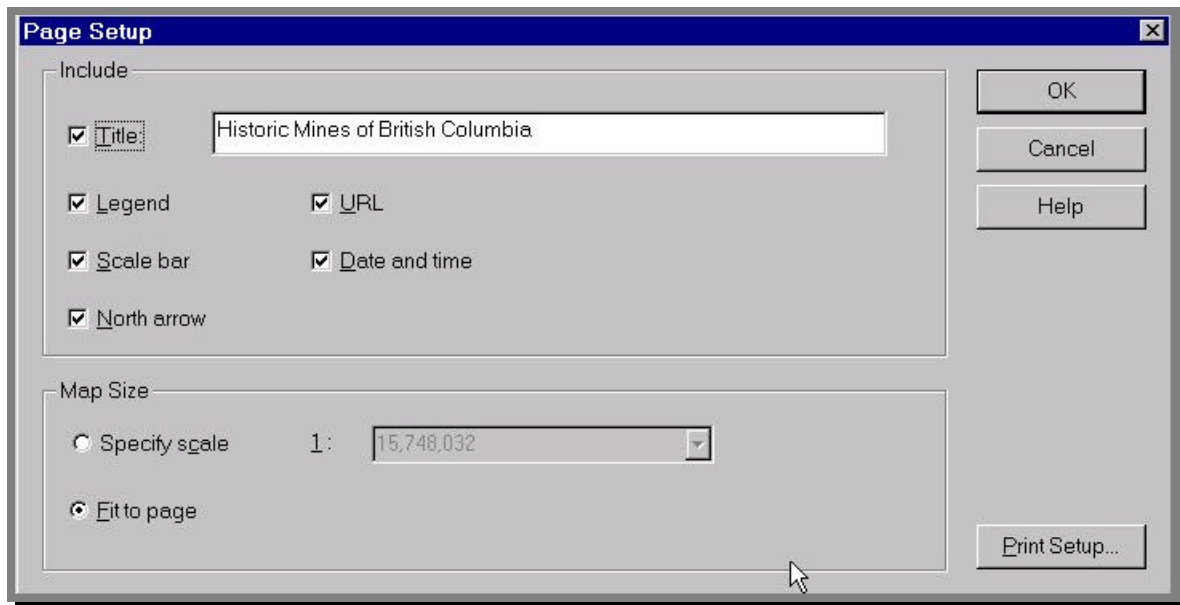 Page Setup
Include
OK
Title:
Historic Mines of British Columbia
Cancel
Legend
URL
Help
Scale bar
Date and time
North arrow
Map Size
Specify scale 1: 15,748,032
Fit to page
Print Setup...